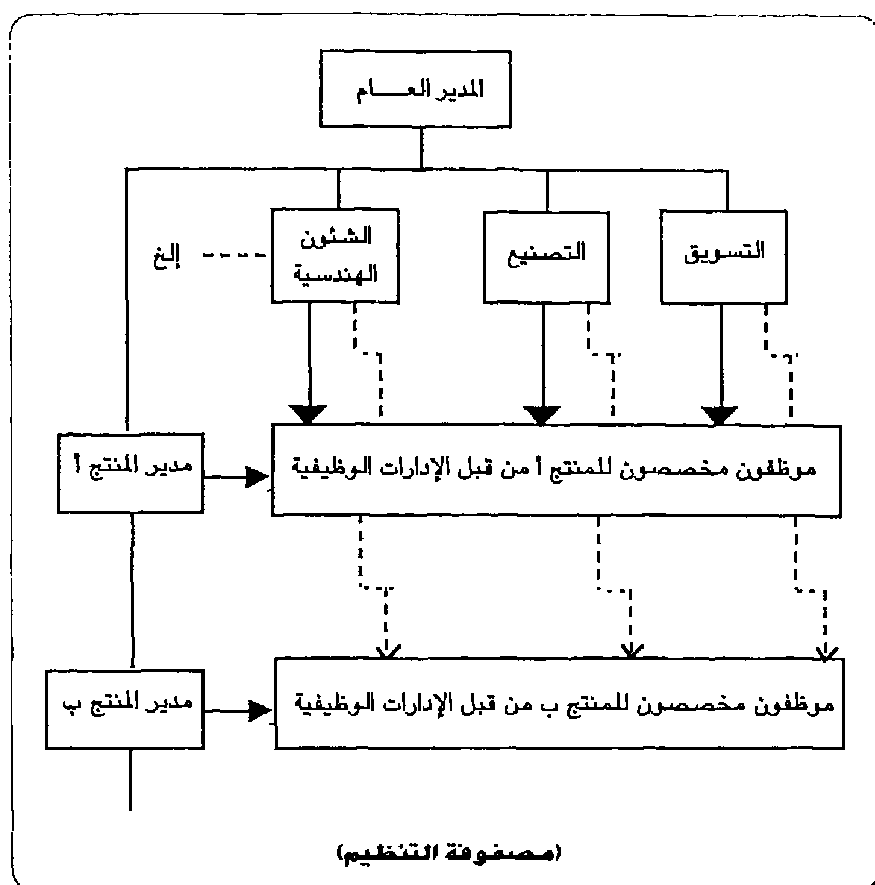 المدير العـــام
التسويق
التصنيع
الشئون
الهندسية
إلخ
مدير المنتج أ
موظفون مخصصون للمنتج أ من قبل الإدارات الوظيفية
مدير المنتج ب
موظفون مخصصون للمنتج ب من قبل الإدارات الوظيفية
(مصفوفة التنظيم)